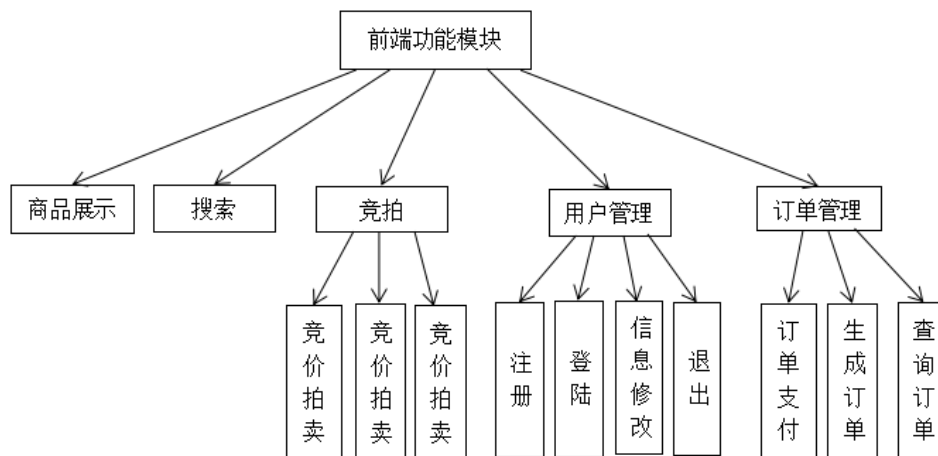 前端功能模块
商品展示
搜索
竞拍
用户管理
订单管理
竞价拍卖
竞价拍卖
竞价拍卖
注册
登陆
信息修改
退出
订单支付
生成订单
查询订单